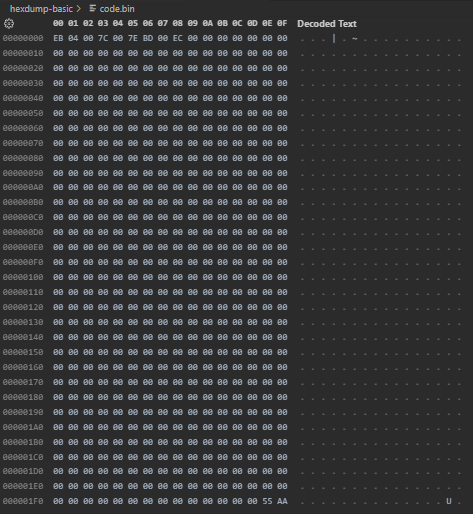 hexdump-basic > code.bin
00 01 02 03 04 05 06 07 08 09 0A 0B 0C 0D 0E 0F Decoded Text
00000000 EB 04 00 7C 00 7E BD 00 EC 00 00 00 00 00 00 00 . . . | . ~ . . . . . . . . . .
00000010 00 00 00 00 00 00 00 00 00 00 00 00 00 00 00 00 . . . . . . . . . . . . . . . .
00000020 00 00 00 00 00 00 00 00 00 00 00 00 00 00 00 00 . . . . . . . . . . . . . . . .
00000030 00 00 00 00 00 00 00 00 00 00 00 00 00 00 00 00 . . . . . . . . . . . . . . . .
00000040 00 00 00 00 00 00 00 00 00 00 00 00 00 00 00 00 . . . . . . . . . . . . . . . .
00000050 00 00 00 00 00 00 00 00 00 00 00 00 00 00 00 00 . . . . . . . . . . . . . . . .
00000060 00 00 00 00 00 00 00 00 00 00 00 00 00 00 00 00 . . . . . . . . . . . . . . . .
00000070 00 00 00 00 00 00 00 00 00 00 00 00 00 00 00 00 . . . . . . . . . . . . . . . .
00000080 00 00 00 00 00 00 00 00 00 00 00 00 00 00 00 00 . . . . . . . . . . . . . . . .
00000090 00 00 00 00 00 00 00 00 00 00 00 00 00 00 00 00 . . . . . . . . . . . . . . . .
000000A0 00 00 00 00 00 00 00 00 00 00 00 00 00 00 00 00 . . . . . . . . . . . . . . . .
000000B0 00 00 00 00 00 00 00 00 00 00 00 00 00 00 00 00 . . . . . . . . . . . . . . . .
000000C0 00 00 00 00 00 00 00 00 00 00 00 00 00 00 00 00 . . . . . . . . . . . . . . . .
000000D0 00 00 00 00 00 00 00 00 00 00 00 00 00 00 00 00 . . . . . . . . . . . . . . . .
000000E0 00 00 00 00 00 00 00 00 00 00 00 00 00 00 00 00 . . . . . . . . . . . . . . . .
000000F0 00 00 00 00 00 00 00 00 00 00 00 00 00 00 00 00 . . . . . . . . . . . . . . . .
00000100 00 00 00 00 00 00 00 00 00 00 00 00 00 00 00 00 . . . . . . . . . . . . . . . .
00000110 00 00 00 00 00 00 00 00 00 00 00 00 00 00 00 00 . . . . . . . . . . . . . . . .
00000120 00 00 00 00 00 00 00 00 00 00 00 00 00 00 00 00 . . . . . . . . . . . . . . . .
00000130 00 00 00 00 00 00 00 00 00 00 00 00 00 00 00 00 . . . . . . . . . . . . . . . .
00000140 00 00 00 00 00 00 00 00 00 00 00 00 00 00 00 00 . . . . . . . . . . . . . . . .
00000150 00 00 00 00 00 00 00 00 00 00 00 00 00 00 00 00 . . . . . . . . . . . . . . . .
00000160 00 00 00 00 00 00 00 00 00 00 00 00 00 00 00 00 . . . . . . . . . . . . . . . .
00000170 00 00 00 00 00 00 00 00 00 00 00 00 00 00 00 00 . . . . . . . . . . . . . . . .
00000180 00 00 00 00 00 00 00 00 00 00 00 00 00 00 00 00 . . . . . . . . . . . . . . . .
00000190 00 00 00 00 00 00 00 00 00 00 00 00 00 00 00 00 . . . . . . . . . . . . . . . .
000001A0 00 00 00 00 00 00 00 00 00 00 00 00 00 00 00 00 . . . . . . . . . . . . . . . .
000001B0 00 00 00 00 00 00 00 00 00 00 00 00 00 00 00 00 . . . . . . . . . . . . . . . .
000001C0 00 00 00 00 00 00 00 00 00 00 00 00 00 00 00 00 . . . . . . . . . . . . . . . .
000001D0 00 00 00 00 00 00 00 00 00 00 00 00 00 00 00 00 . . . . . . . . . . . . . . . .
000001E0 00 00 00 00 00 00 00 00 00 00 00 00 00 00 00 00 . . . . . . . . . . . . . . . .
000001F0 00 00 00 00 00 00 00 00 00 00 00 00 00 00 55 AA . . . . . . . . . . . . . . U .